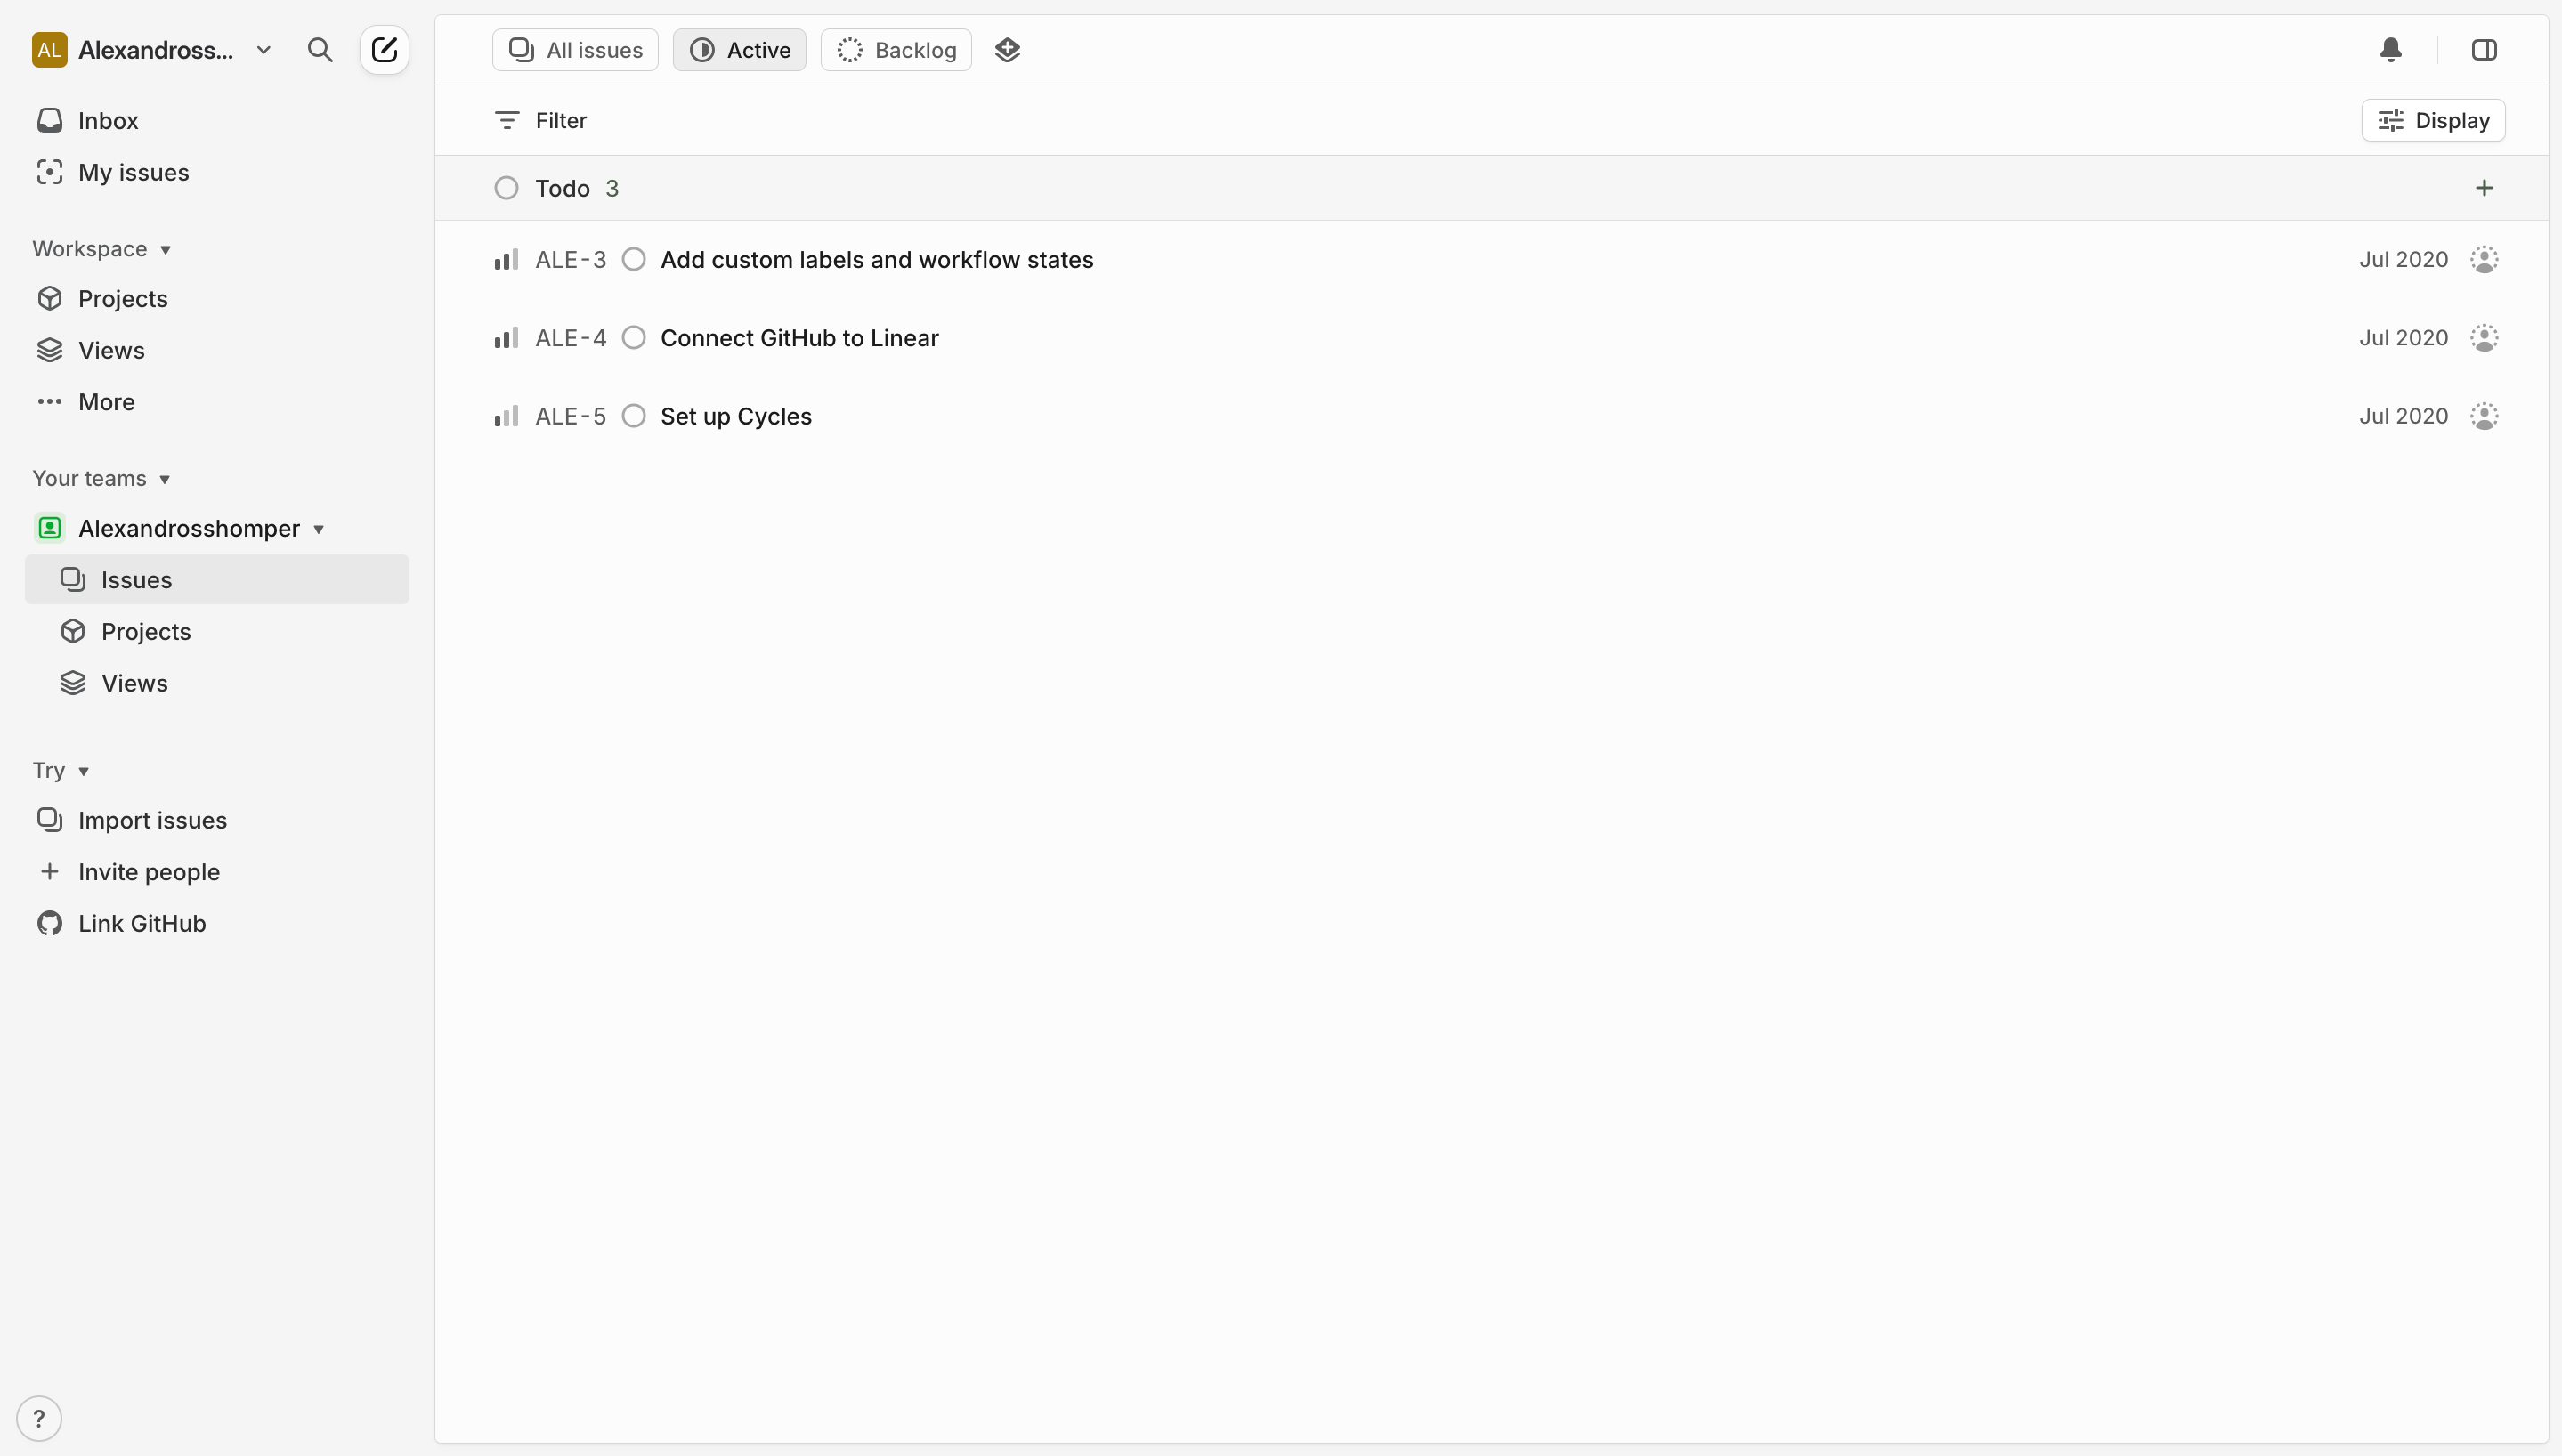 AL Alexandross...
Inbox
My issues
Workspace
Projects
Views
More
Your teams
Alexandrosshomper
Issues
Projects
Views
Try
Import issues
Invite people
Link GitHub
?
All issues Active Backlog
Filter Display
Todo 3
ALE-3 Add custom labels and workflow states Jul 2020
ALE-4 Connect GitHub to Linear Jul 2020
ALE-5 Set up Cycles Jul 2020